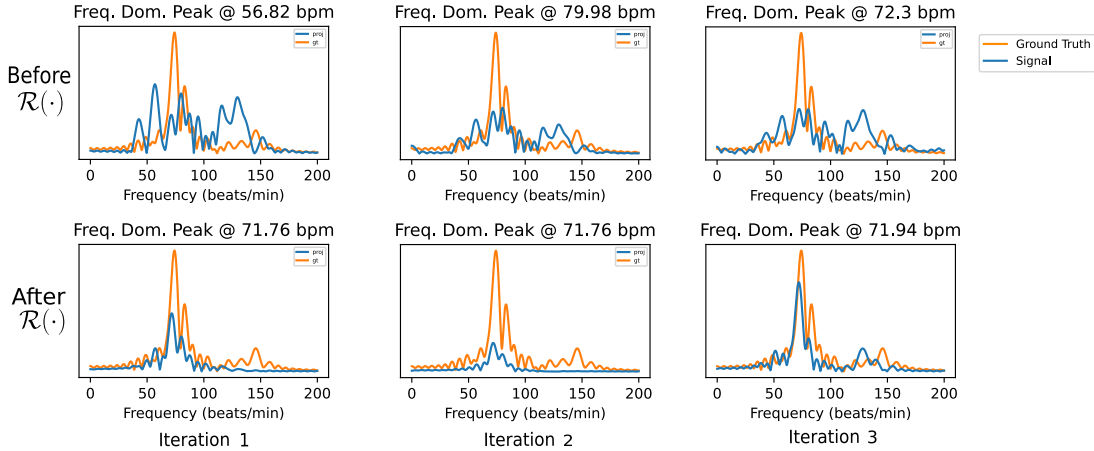 Freq. Dom. Peak @ 56.82 bpm
Freq. Dom. Peak @ 79.98 bpm
Freq. Dom. Peak @ 72.3 bpm
proj
gt
proj
gt
proj
gt
Ground Truth
Signal
Before
R(·)
0 50 100 150 200
0 50 100 150 200
0 50 100 150 200
Frequency (beats/min)
Frequency (beats/min)
Frequency (beats/min)
Freq. Dom. Peak @ 71.76 bpm
Freq. Dom. Peak @ 71.76 bpm
Freq. Dom. Peak @ 71.94 bpm
proj
gt
proj
gt
proj
gt
After
R(·)
0 50 100 150 200
0 50 100 150 200
0 50 100 150 200
Frequency (beats/min)
Frequency (beats/min)
Frequency (beats/min)
Iteration 1
Iteration 2
Iteration 3